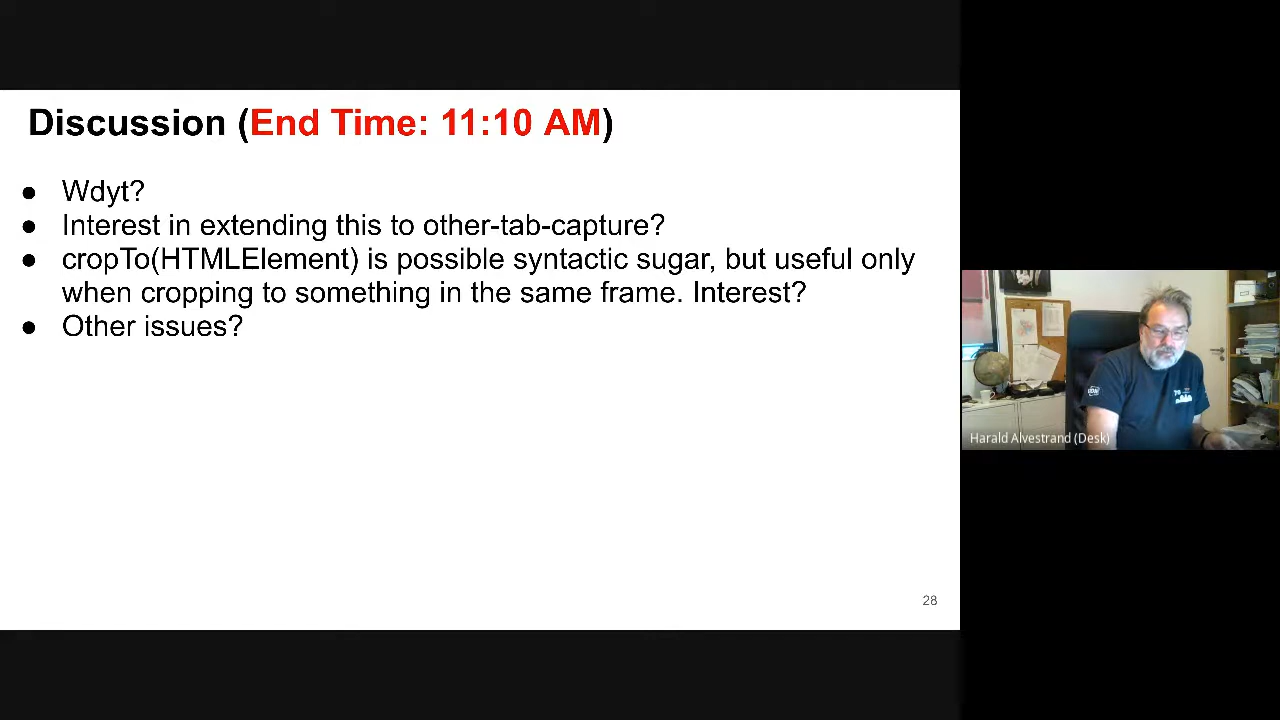 Discussion (End Time: 11:10 AM)
● Wdyt?
● Interest in extending this to other-tab-capture?
● cropTo(HTMLElement) is possible syntactic sugar, but useful only
when cropping to something in the same frame. Interest?
● Other issues?
28
Harald Alvestrand (Desk)